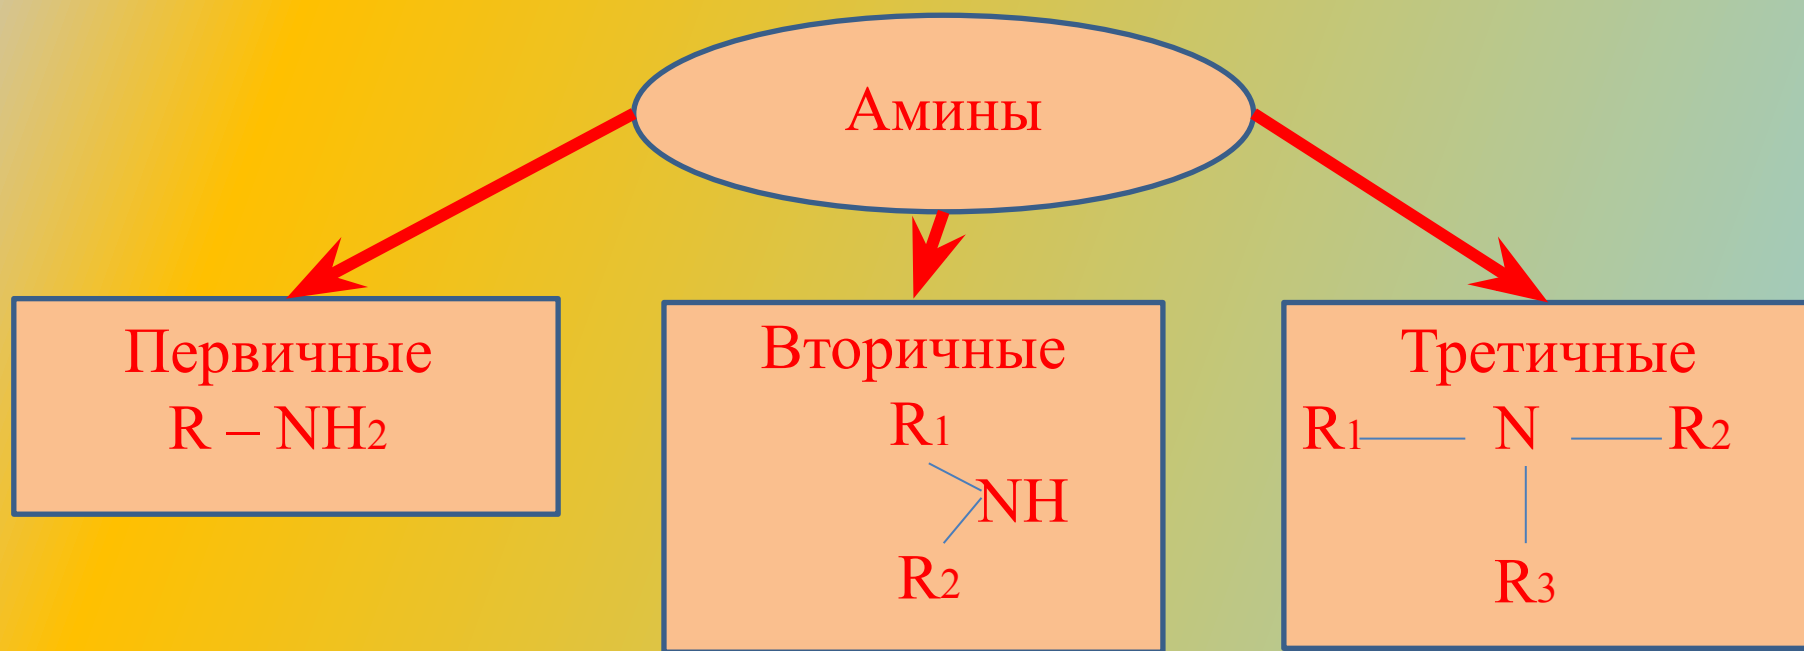 Амины
Первичные
R – NH2
Вторичные
R1
NH
R2
Третичные
R1 N R2
R3